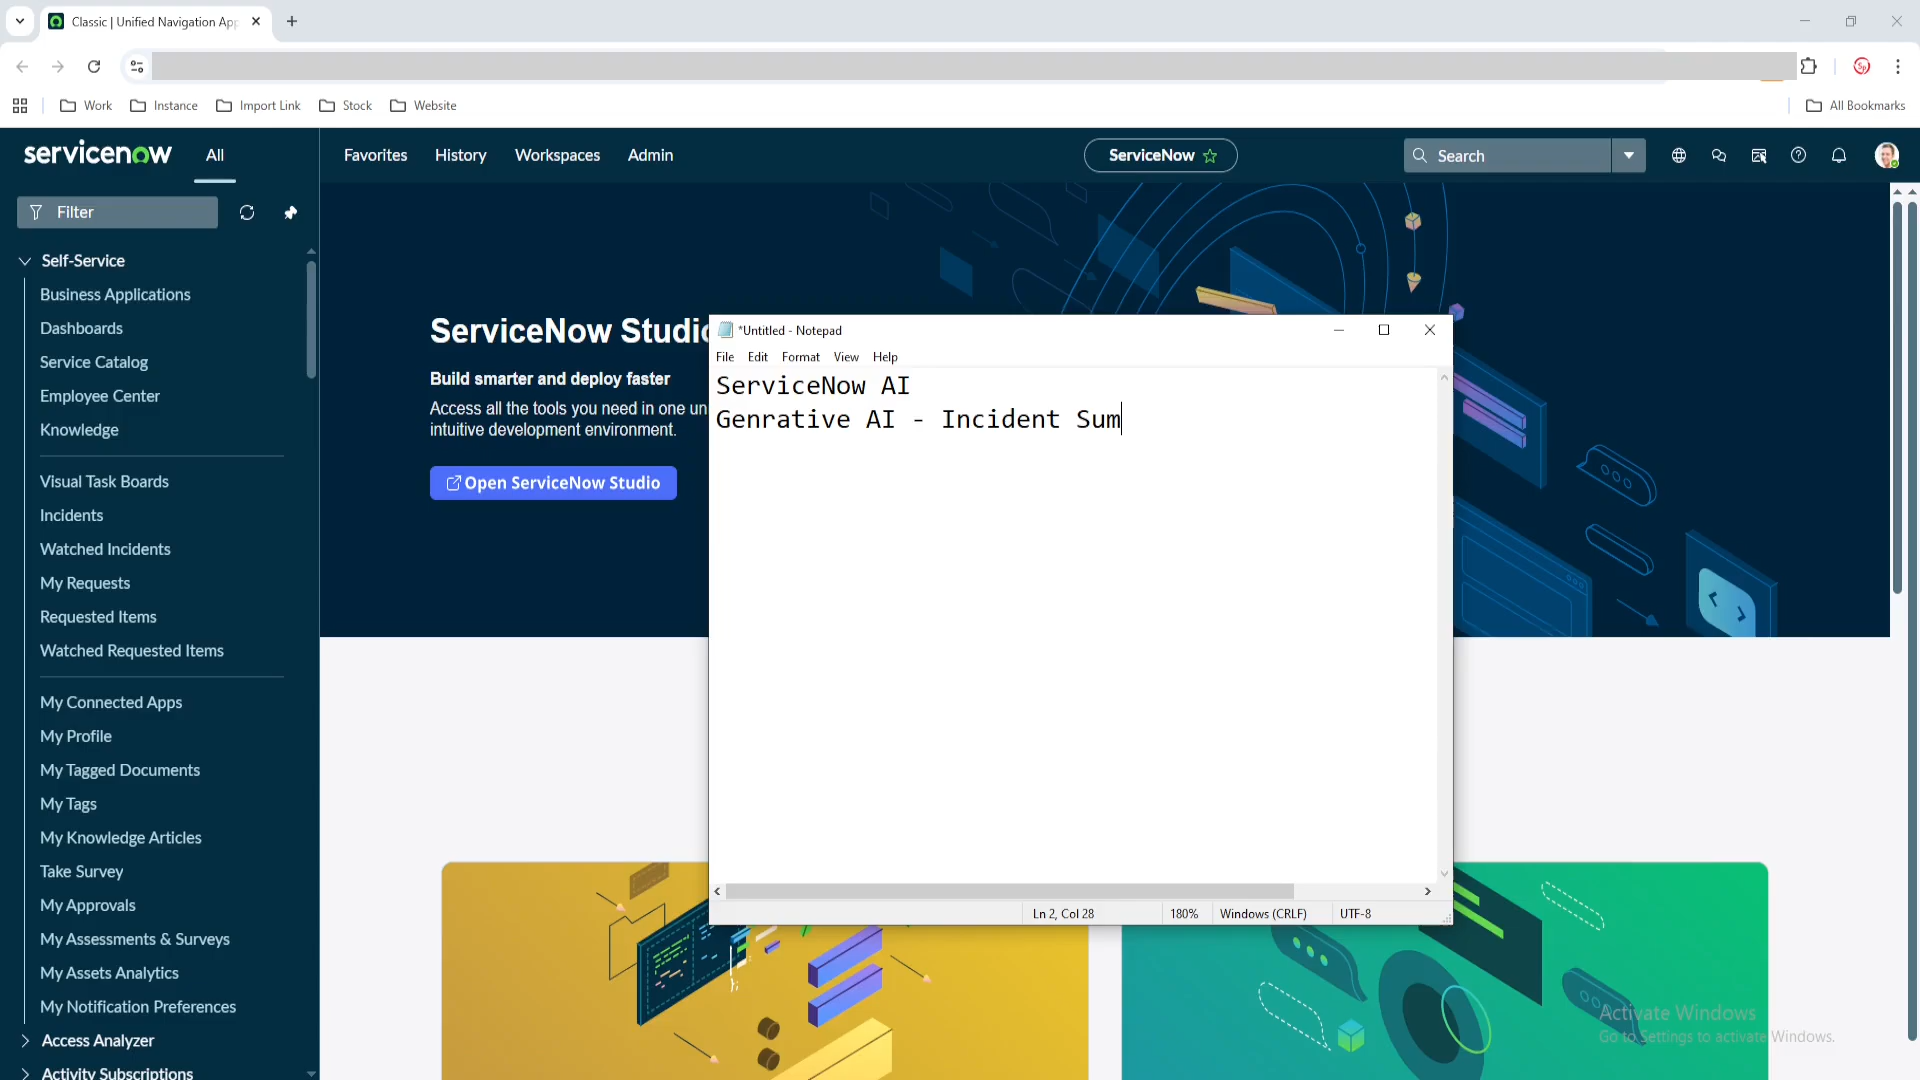 Classic | Unified Navigation App
Work
Instance
Import Link
Stock
Website
All Bookmarks
servicenow
All
Favorites
History
Workspaces
Admin
ServiceNow
Search
Filter
Self-Service
Business Applications
Dashboards
Service Catalog
Employee Center
Knowledge
Visual Task Boards
Incidents
Watched Incidents
My Requests
Requested Items
Watched Requested Items
My Connected Apps
My Profile
My Tagged Documents
My Tags
My Knowledge Articles
Take Survey
My Approvals
My Assessments & Surveys
My Assets Analytics
My Notification Preferences
Access Analyzer
Activity Subscriptions
ServiceNow Studio
Build smarter and deploy faster
Access all the tools you need in one un
intuitive development environment.
Open ServiceNow Studio
*Untitled - Notepad
File Edit Format View Help
ServiceNow AI
Genrative AI - Incident Sum
Ln 2, Col 28
180%
Windows (CRLF)
UTF-8
Activate Windows
Go to Settings to activate Windows.